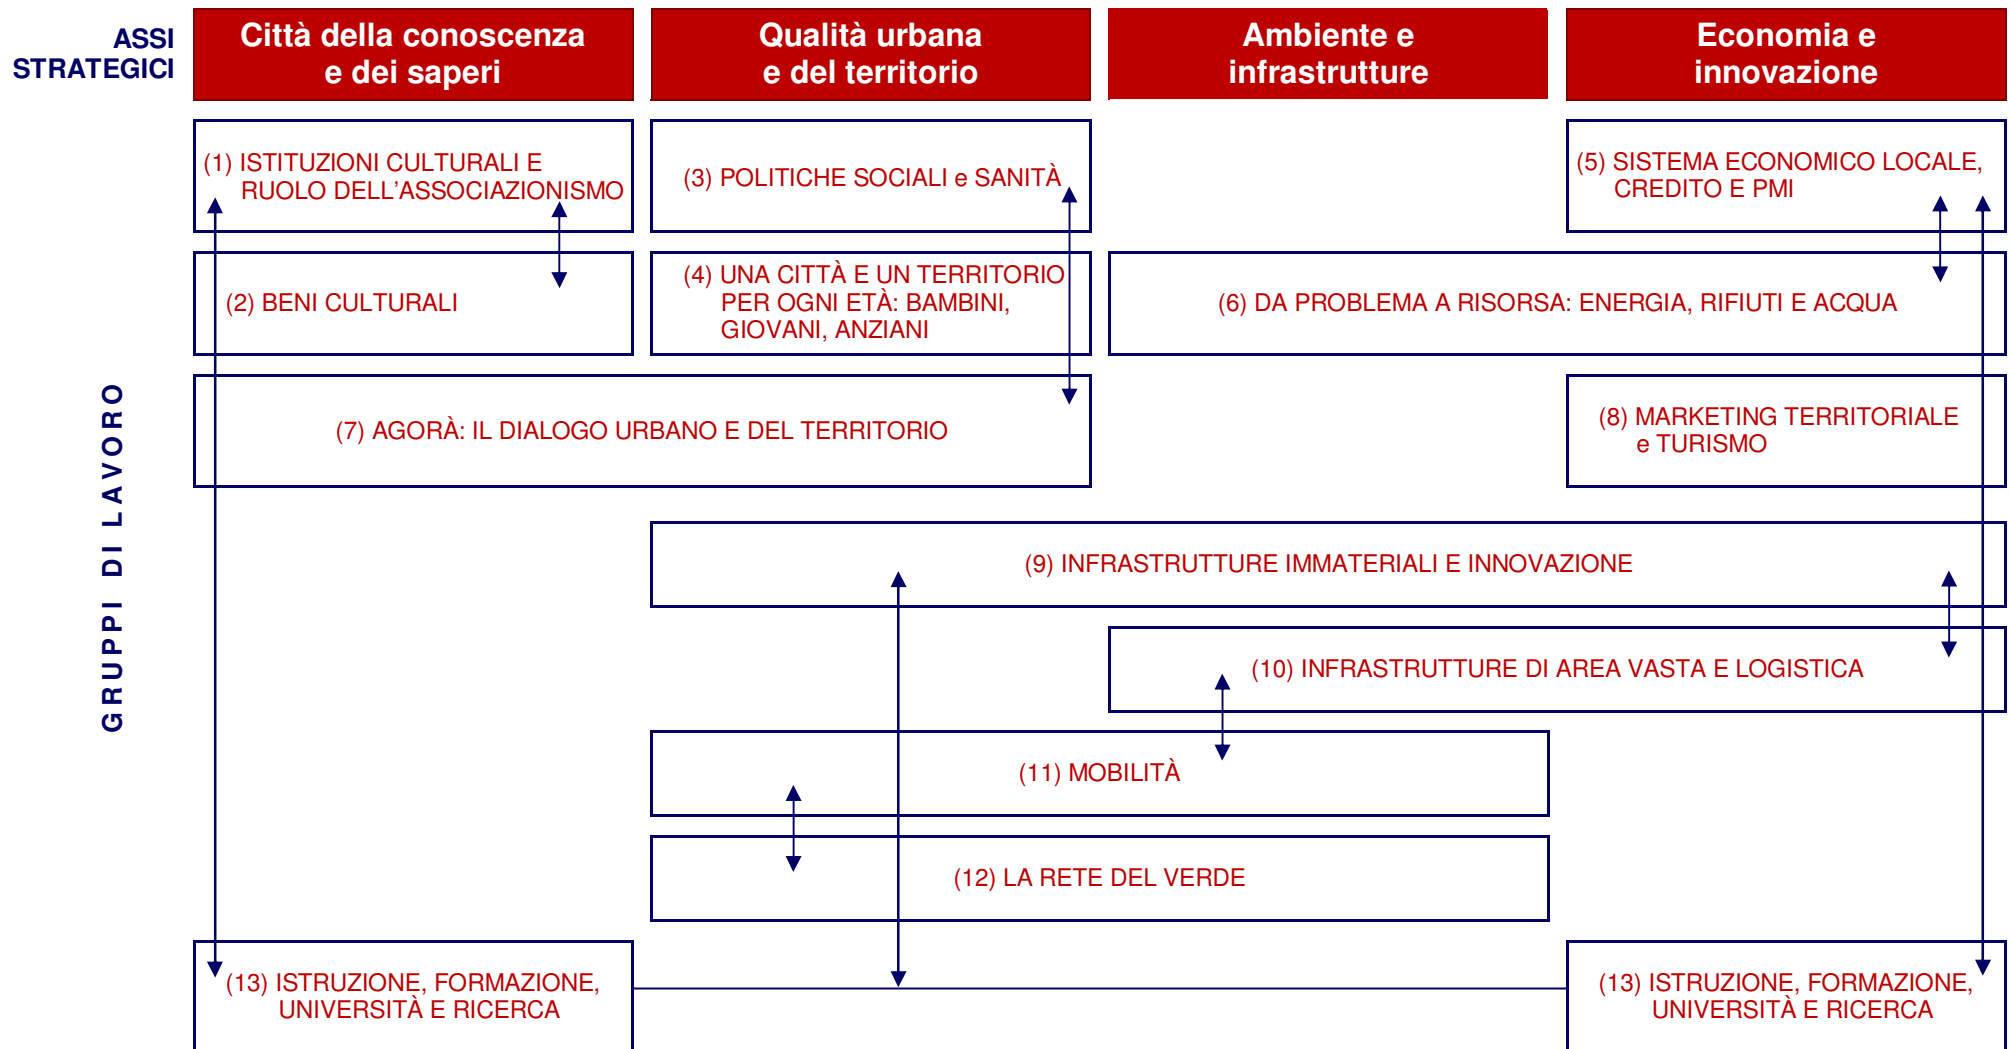 ASSI
STRATEGICI
Città della conoscenza
e dei saperi
Qualità urbana
e del territorio
Ambiente e
infrastrutture
Economia e
innovazione
GRUPPI DI LAVORO
(1) ISTITUZIONI CULTURALI E
RUOLO DELL'ASSOCIAZIONISMO
(3) POLITICHE SOCIALI e SANITÀ
(5) SISTEMA ECONOMICO LOCALE,
CREDITO E PMI
(2) BENI CULTURALI
(4) UNA CITTÀ E UN TERRITORIO
PER OGNI ETÀ: BAMBINI,
GIOVANI, ANZIANI
(6) DA PROBLEMA A RISORSA: ENERGIA, RIFIUTI E ACQUA
(7) AGORÀ: IL DIALOGO URBANO E DEL TERRITORIO
(8) MARKETING TERRITORIALE
e TURISMO
(9) INFRASTRUTTURE IMMATERIALI E INNOVAZIONE
(10) INFRASTRUTTURE DI AREA VASTA E LOGISTICA
(11) MOBILITÀ
(12) LA RETE DEL VERDE
(13) ISTRUZIONE, FORMAZIONE,
UNIVERSITÀ E RICERCA
(13) ISTRUZIONE, FORMAZIONE,
UNIVERSITÀ E RICERCA